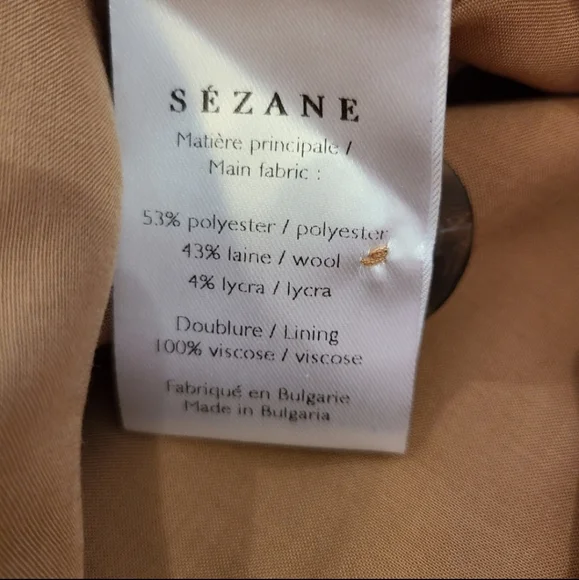 SÉZANE
Matière principale /
Main fabric :
53% polyester / polyester
43% laine / wool
4% lycra / lycra
Doublure / Lining
100% viscose / viscose
Fabriqué en Bulgarie
Made in Bulgaria